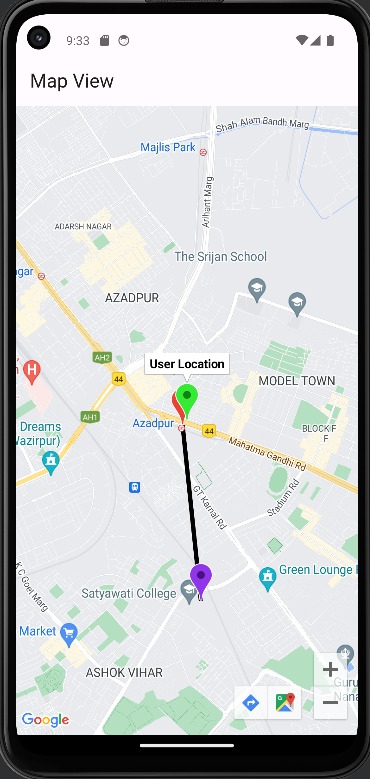 9:33
Map View
Shah Alam Bandh Marg
Majlis Park
Arihant Marg
ADARSH NAGAR
The Srijan School
agar
AZADPUR
AH2
44
User Location
H
MODEL TOWN
AH1
Azadpur
44
Dreams
Wazirpur)
BLOCK-F
F
Mahatma Gandhi Rd
GT Karnal Rd
Stadium Rd
K C Goel Marg
Satyawati College
Green Lounge
Market
ASHOK VIHAR
Guru
Nana
+
−
Google